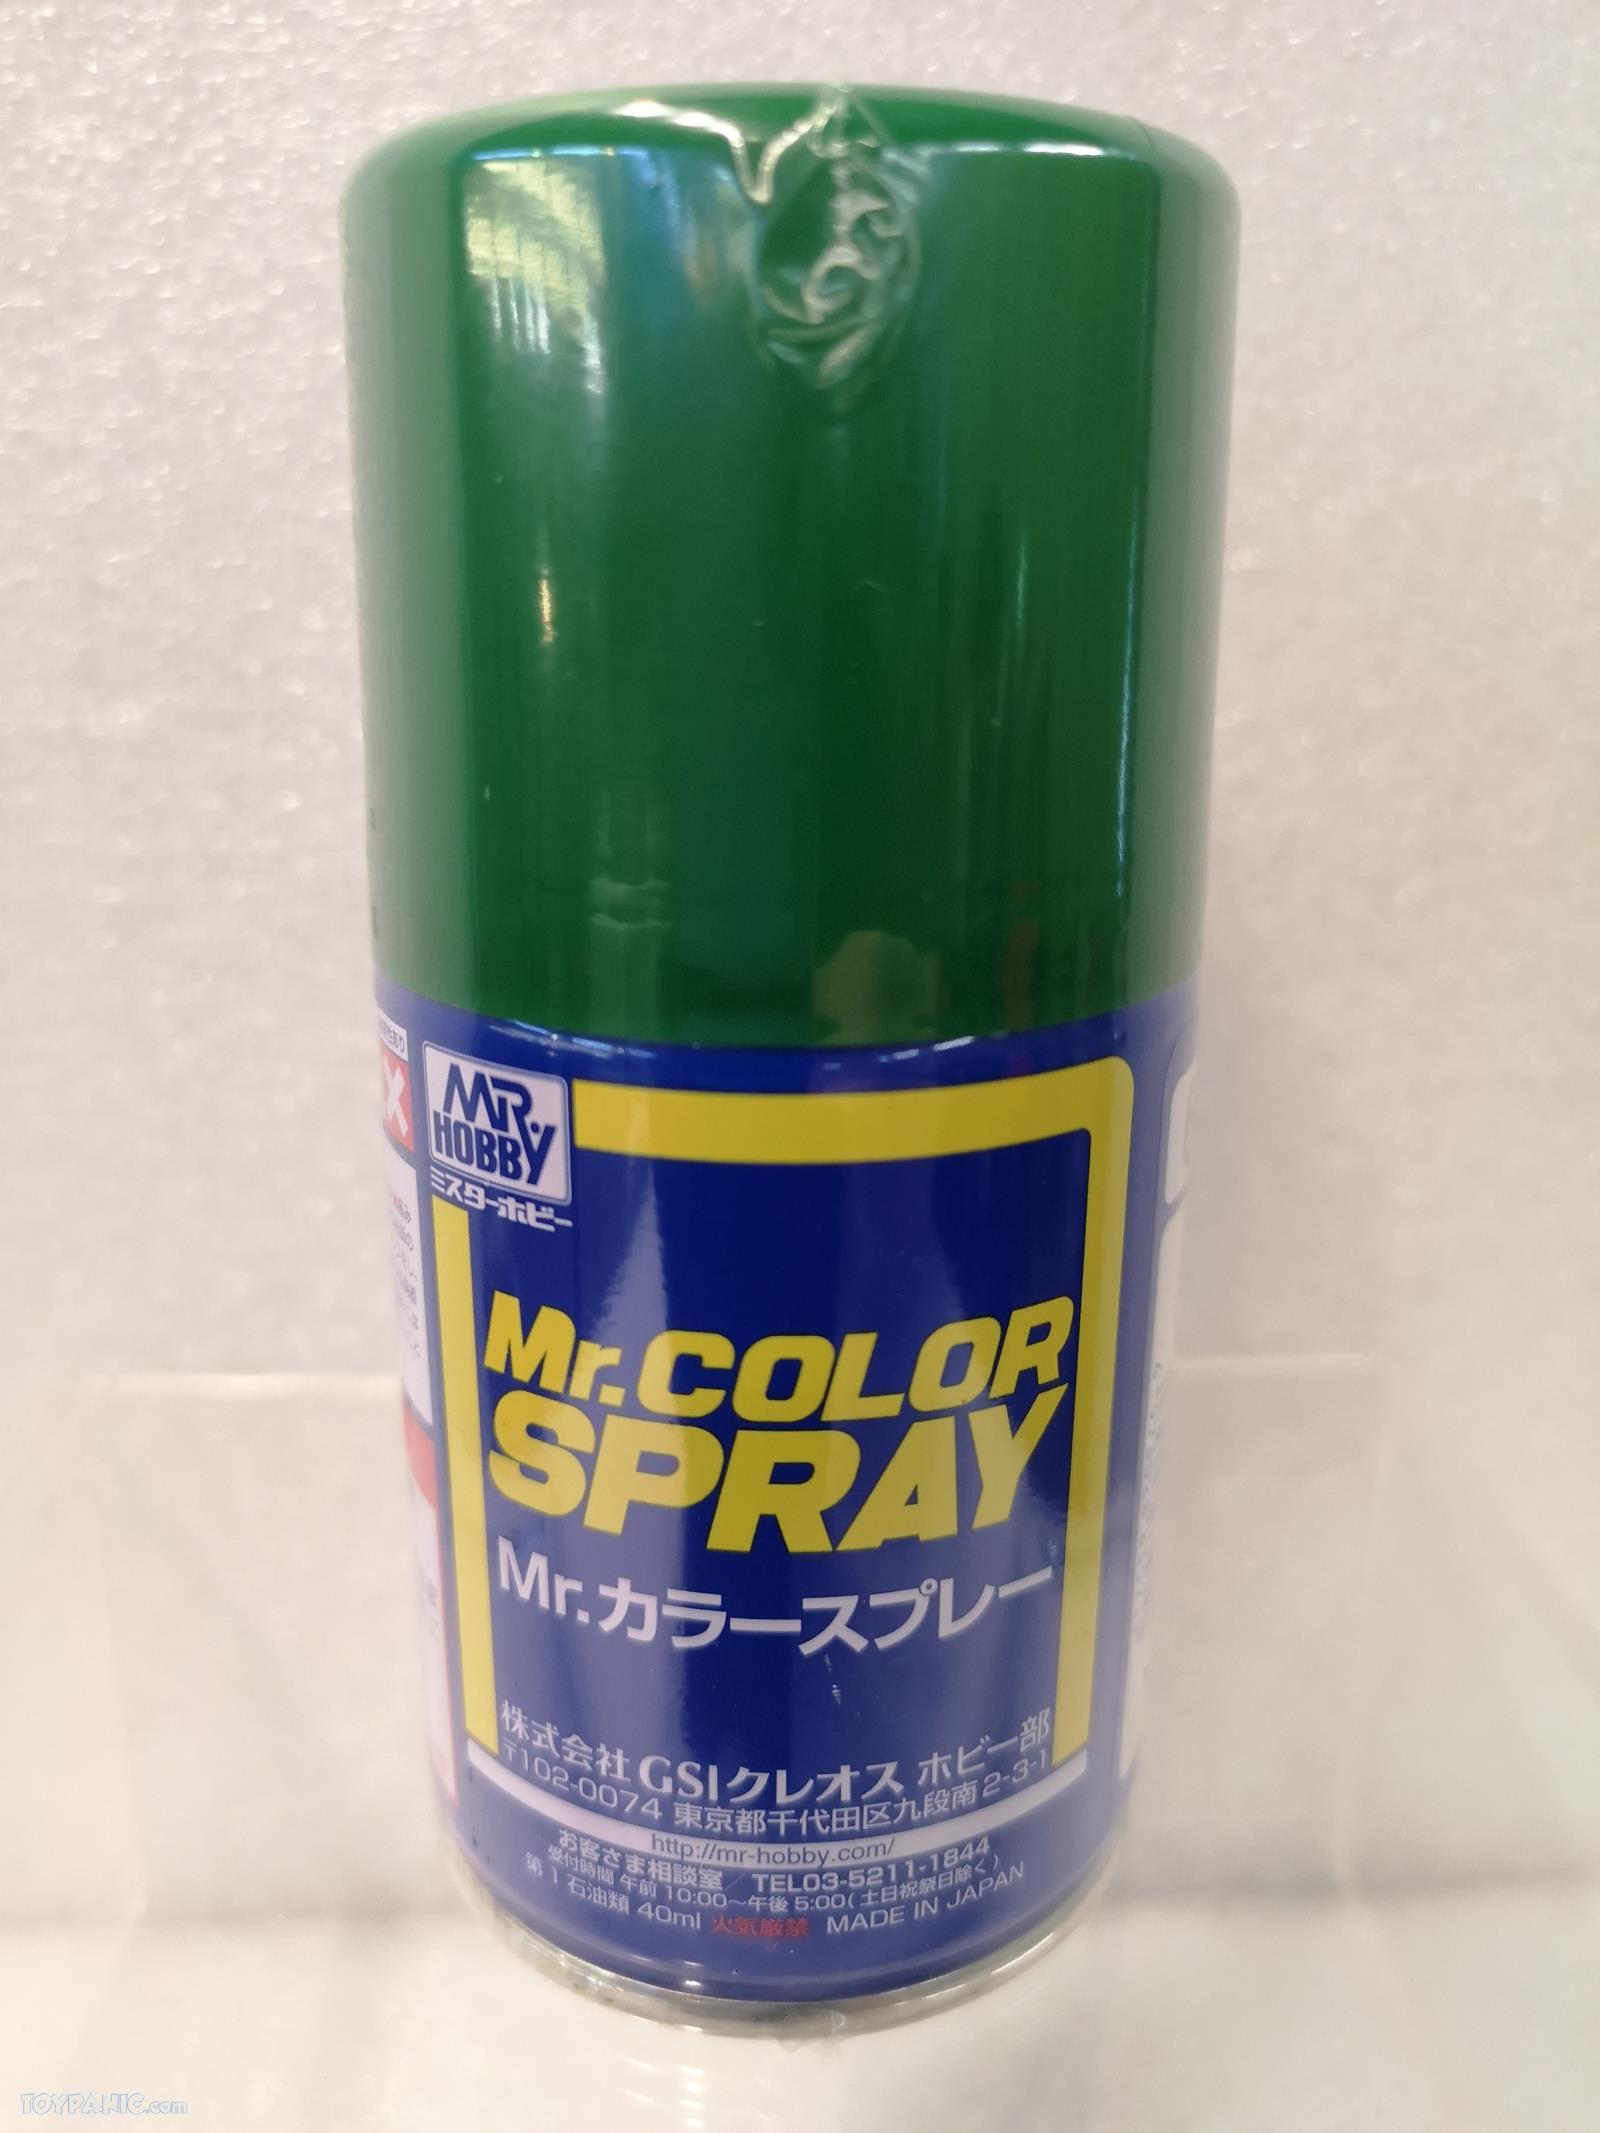 MR.
HOBBY
ミスターホビー
Mr.COLOR
SPRAY
Mr.カラースプレー
株式会社 GSIクレオス ホビー部
〒102-0074 東京都千代田区九段南2-3-1
http://mr-hobby.com/
お客さま相談室 TEL03-5211-1844
受付時間 午前 10:00〜午後 5:00(土日祝祭日除く)
第1石油類 40ml 火気厳禁 MADE IN JAPAN
TOYPANIC.com